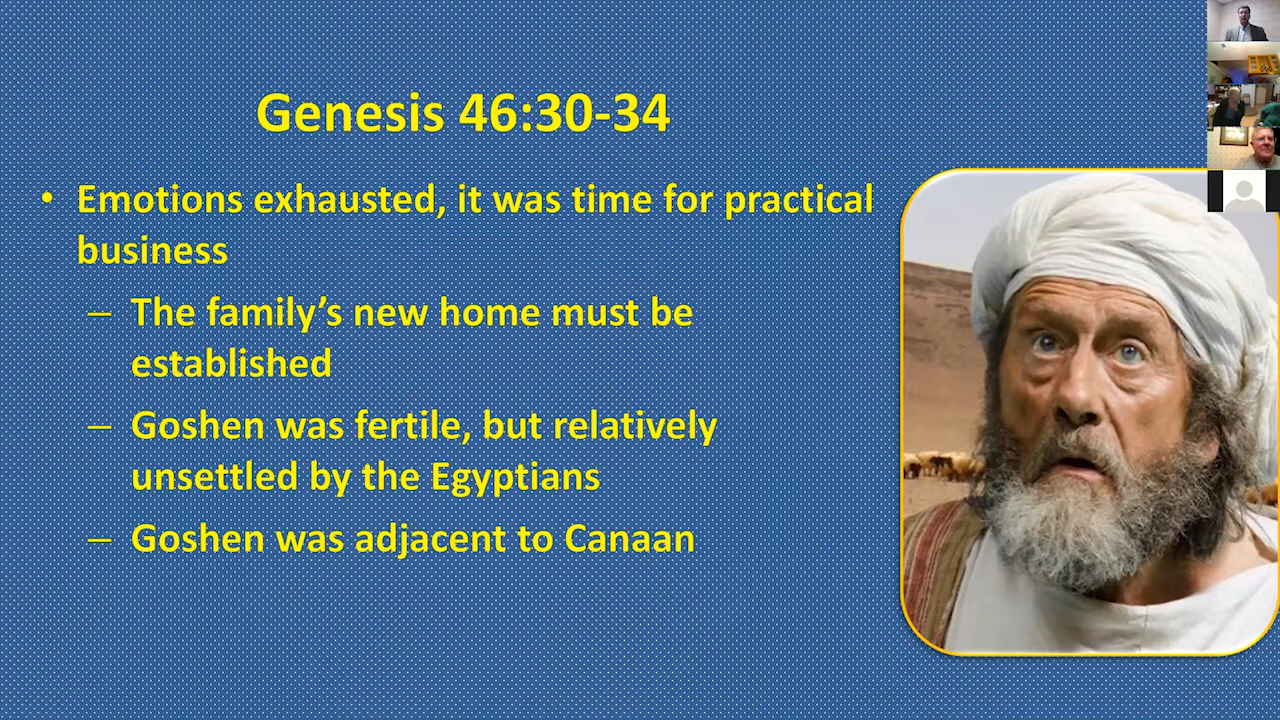 Genesis 46:30-34
• Emotions exhausted, it was time for practical
business
– The family’s new home must be
established
– Goshen was fertile, but relatively
unsettled by the Egyptians
– Goshen was adjacent to Canaan